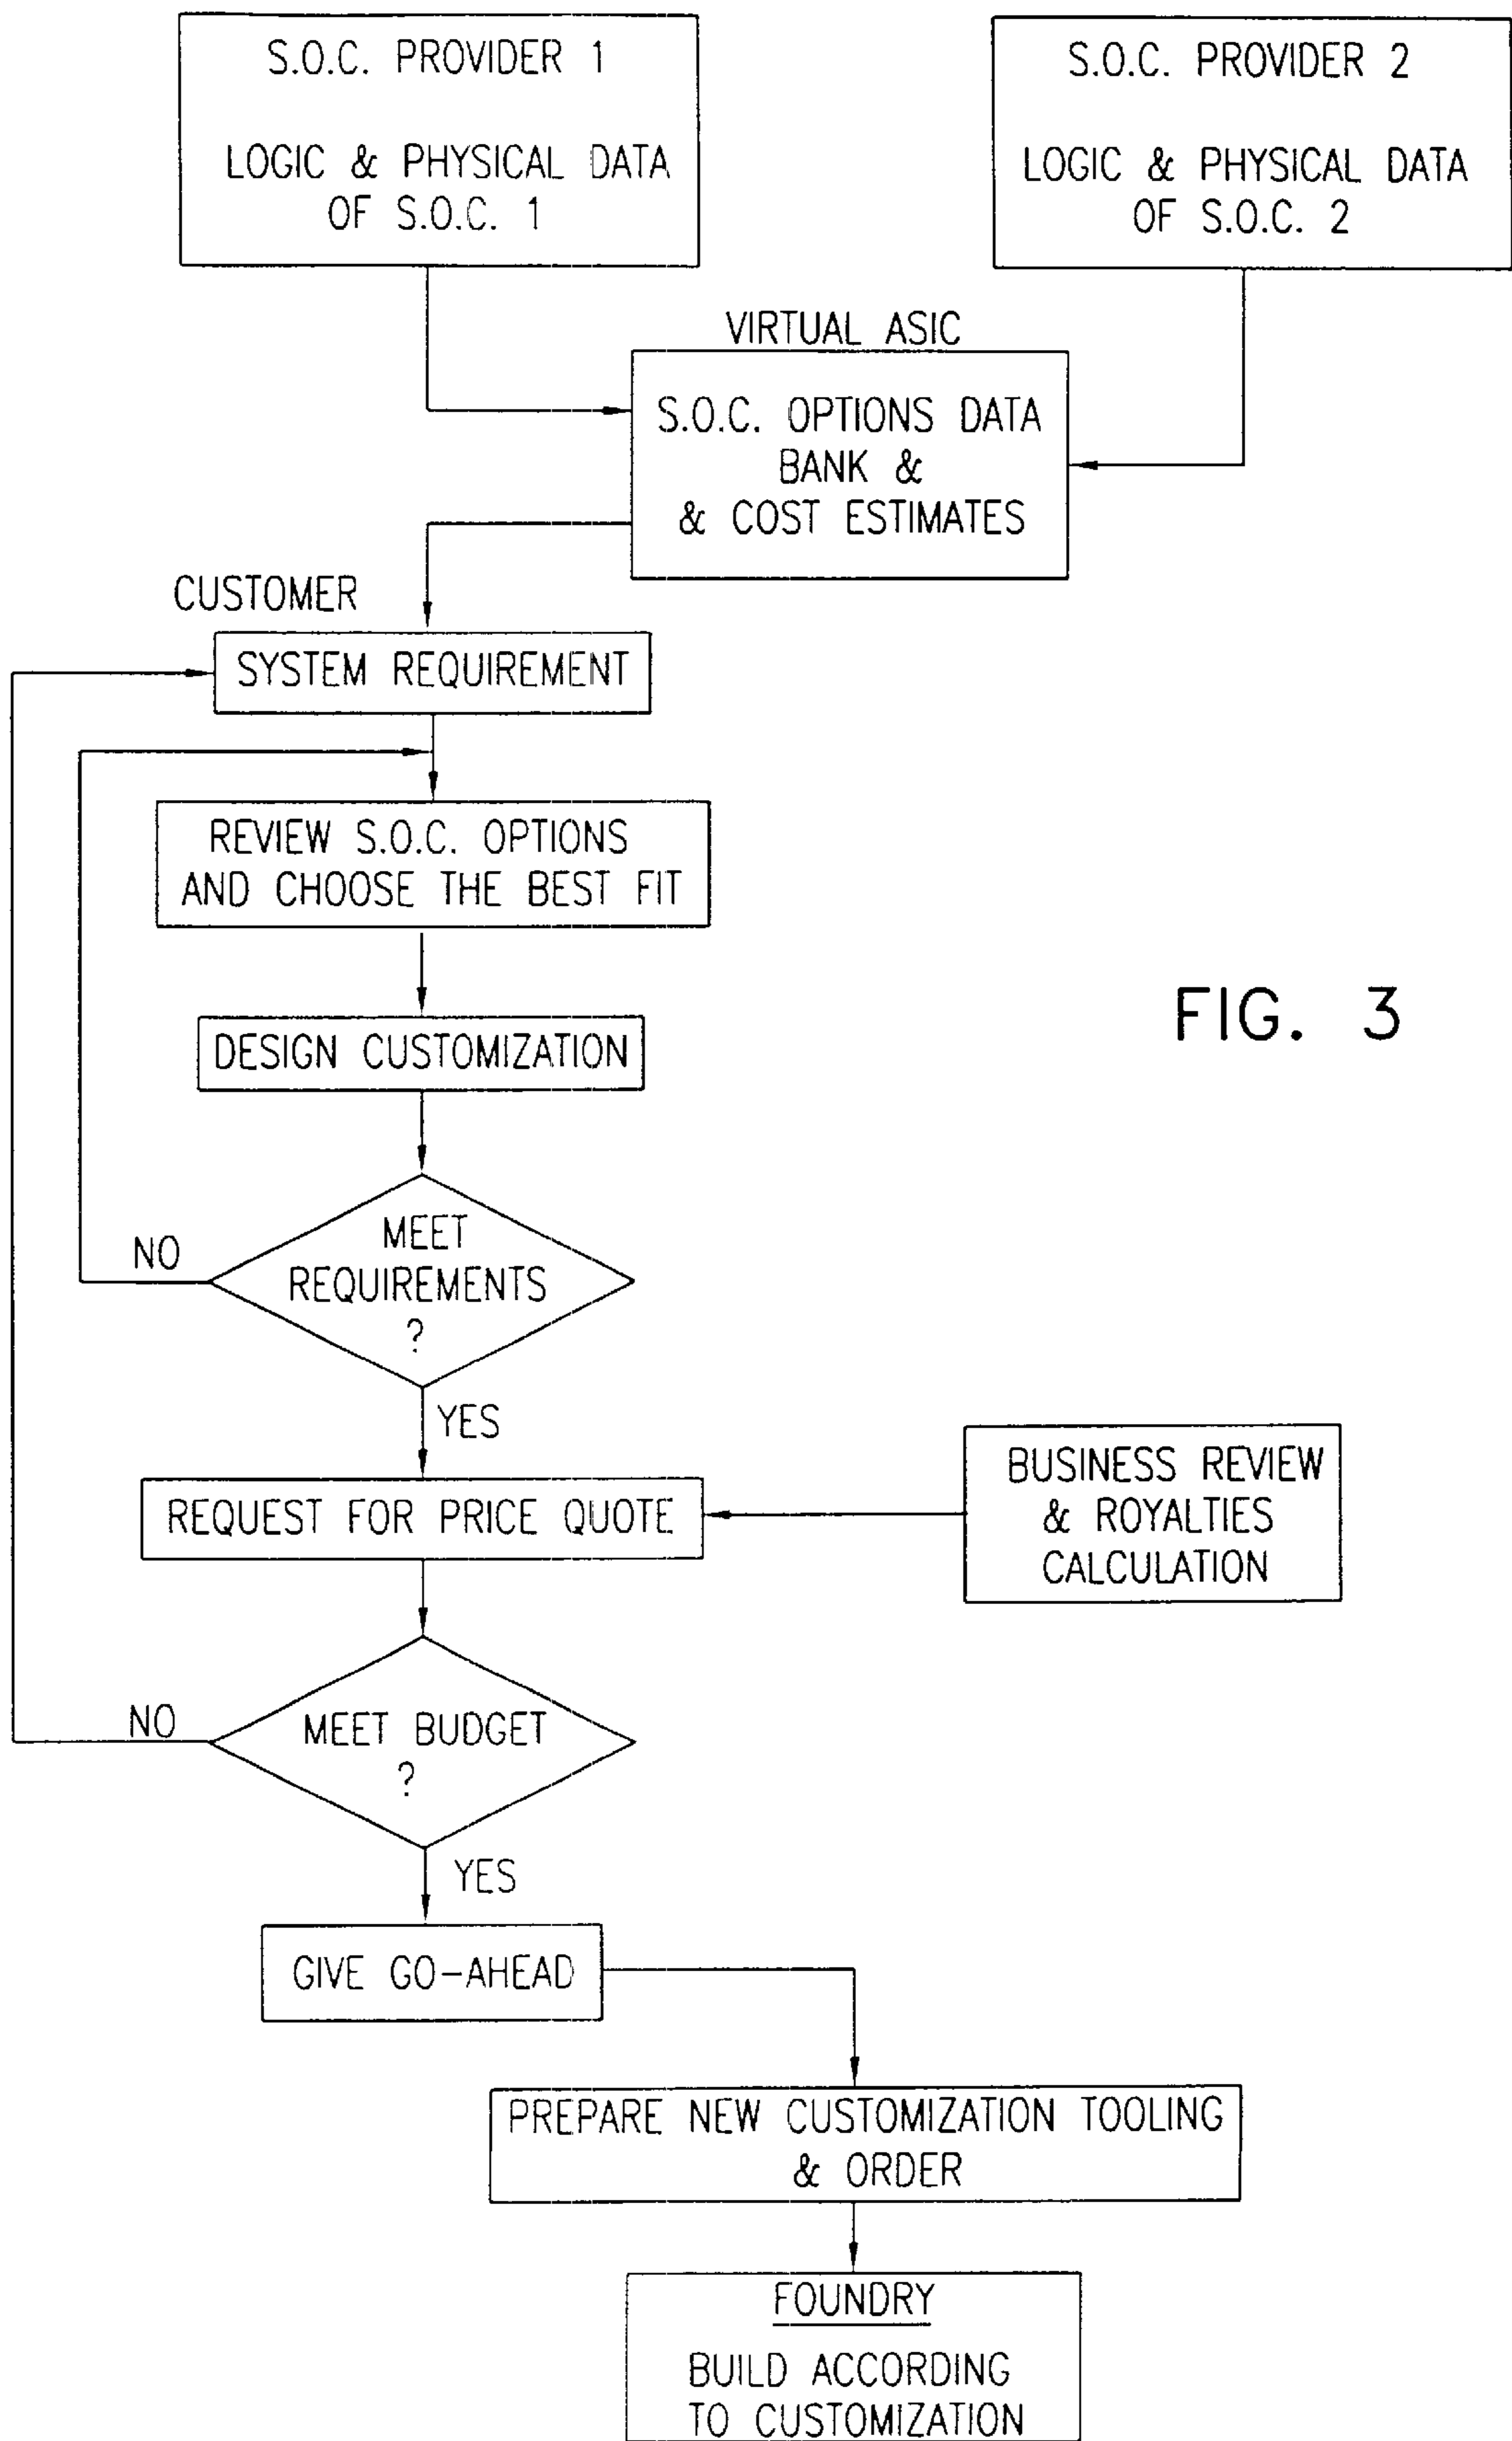 S.O.C. PROVIDER 1
LOGIC & PHYSICAL DATA
OF S.O.C. 1
S.O.C. PROVIDER 2
LOGIC & PHYSICAL DATA
OF S.O.C. 2
VIRTUAL ASIC
S.O.C. OPTIONS DATA
BANK &
& COST ESTIMATES
CUSTOMER
SYSTEM REQUIREMENT
REVIEW S.O.C. OPTIONS
AND CHOOSE THE BEST FIT
DESIGN CUSTOMIZATION
FIG. 3
MEET
REQUIREMENTS
?
NO
YES
REQUEST FOR PRICE QUOTE
BUSINESS REVIEW
& ROYALTIES
CALCULATION
MEET BUDGET
?
NO
YES
GIVE GO-AHEAD
PREPARE NEW CUSTOMIZATION TOOLING
& ORDER
FOUNDRY
BUILD ACCORDING
TO CUSTOMIZATION